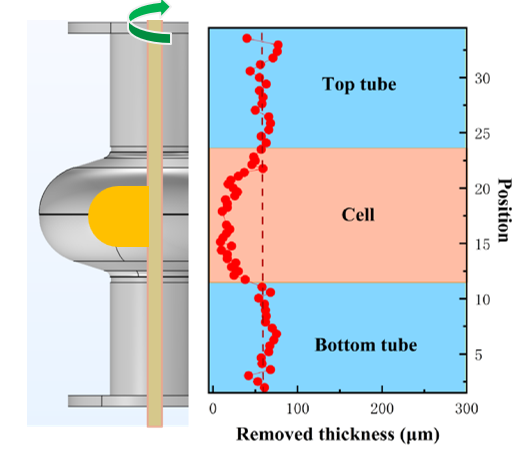 Top tube
Cell
Bottom tube
30
25
20
15
10
5
Position
0
100
200
300
Removed thickness (μm)